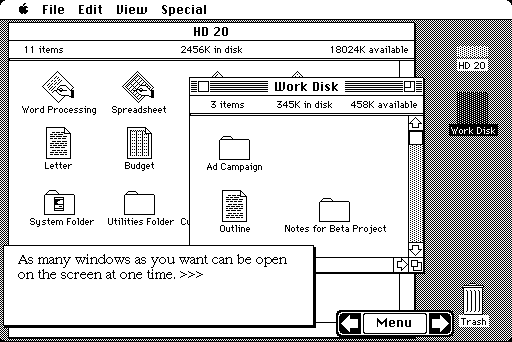 File Edit View Special
HD 20
11 items 2456K in disk 18024K available
Word Processing Spreadsheet
Letter Budget
System Folder Utilities Folder Cu
Work Disk
3 items 345K in disk 458K available
Ad Campaign
Outline Notes for Beta Project
HD 20
Work Disk
Trash
As many windows as you want can be open
on the screen at one time. >>>
Menu